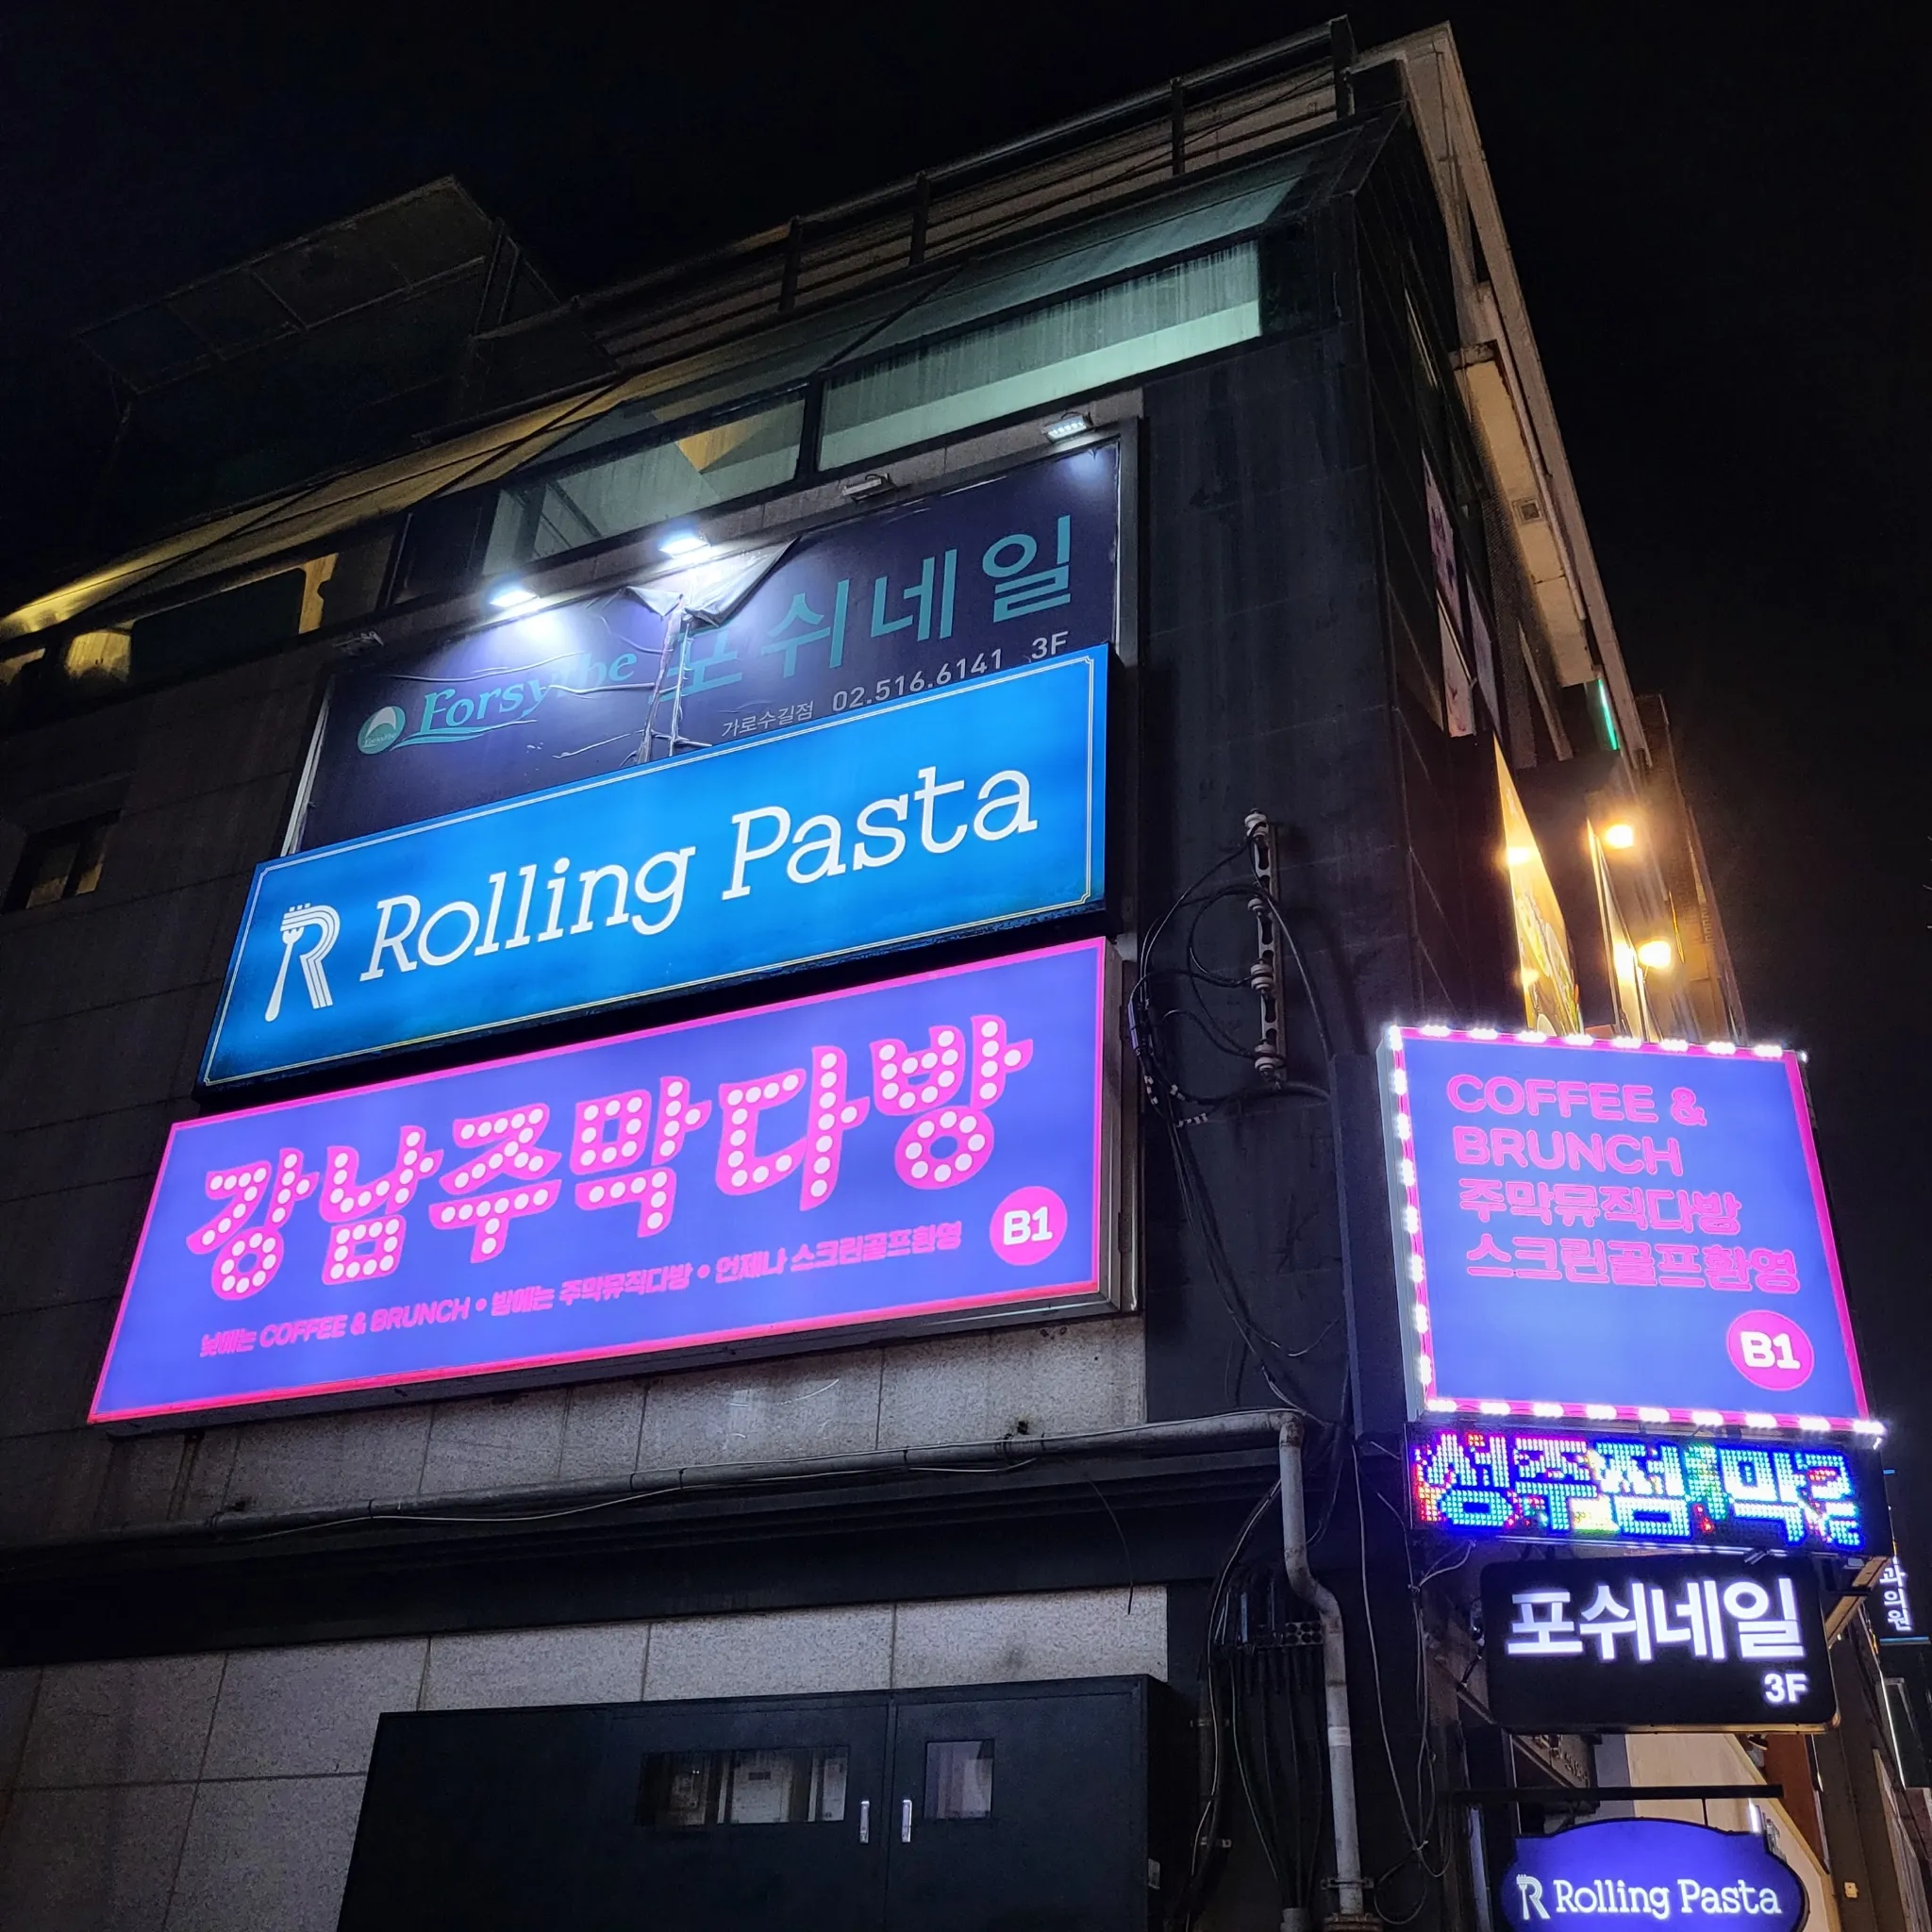 Forsythe 포쉬네일
가로수길점 02.516.6141 3F
Rolling Pasta
강남주막다방
낮에는 COFFEE & BRUNCH • 밤에는 주막뮤직다방 • 언제나 스크린골프환영 B1
COFFEE &
BRUNCH
주막뮤직다방
스크린골프환영
B1
포쉬네일
3F
과의원
Rolling Pasta